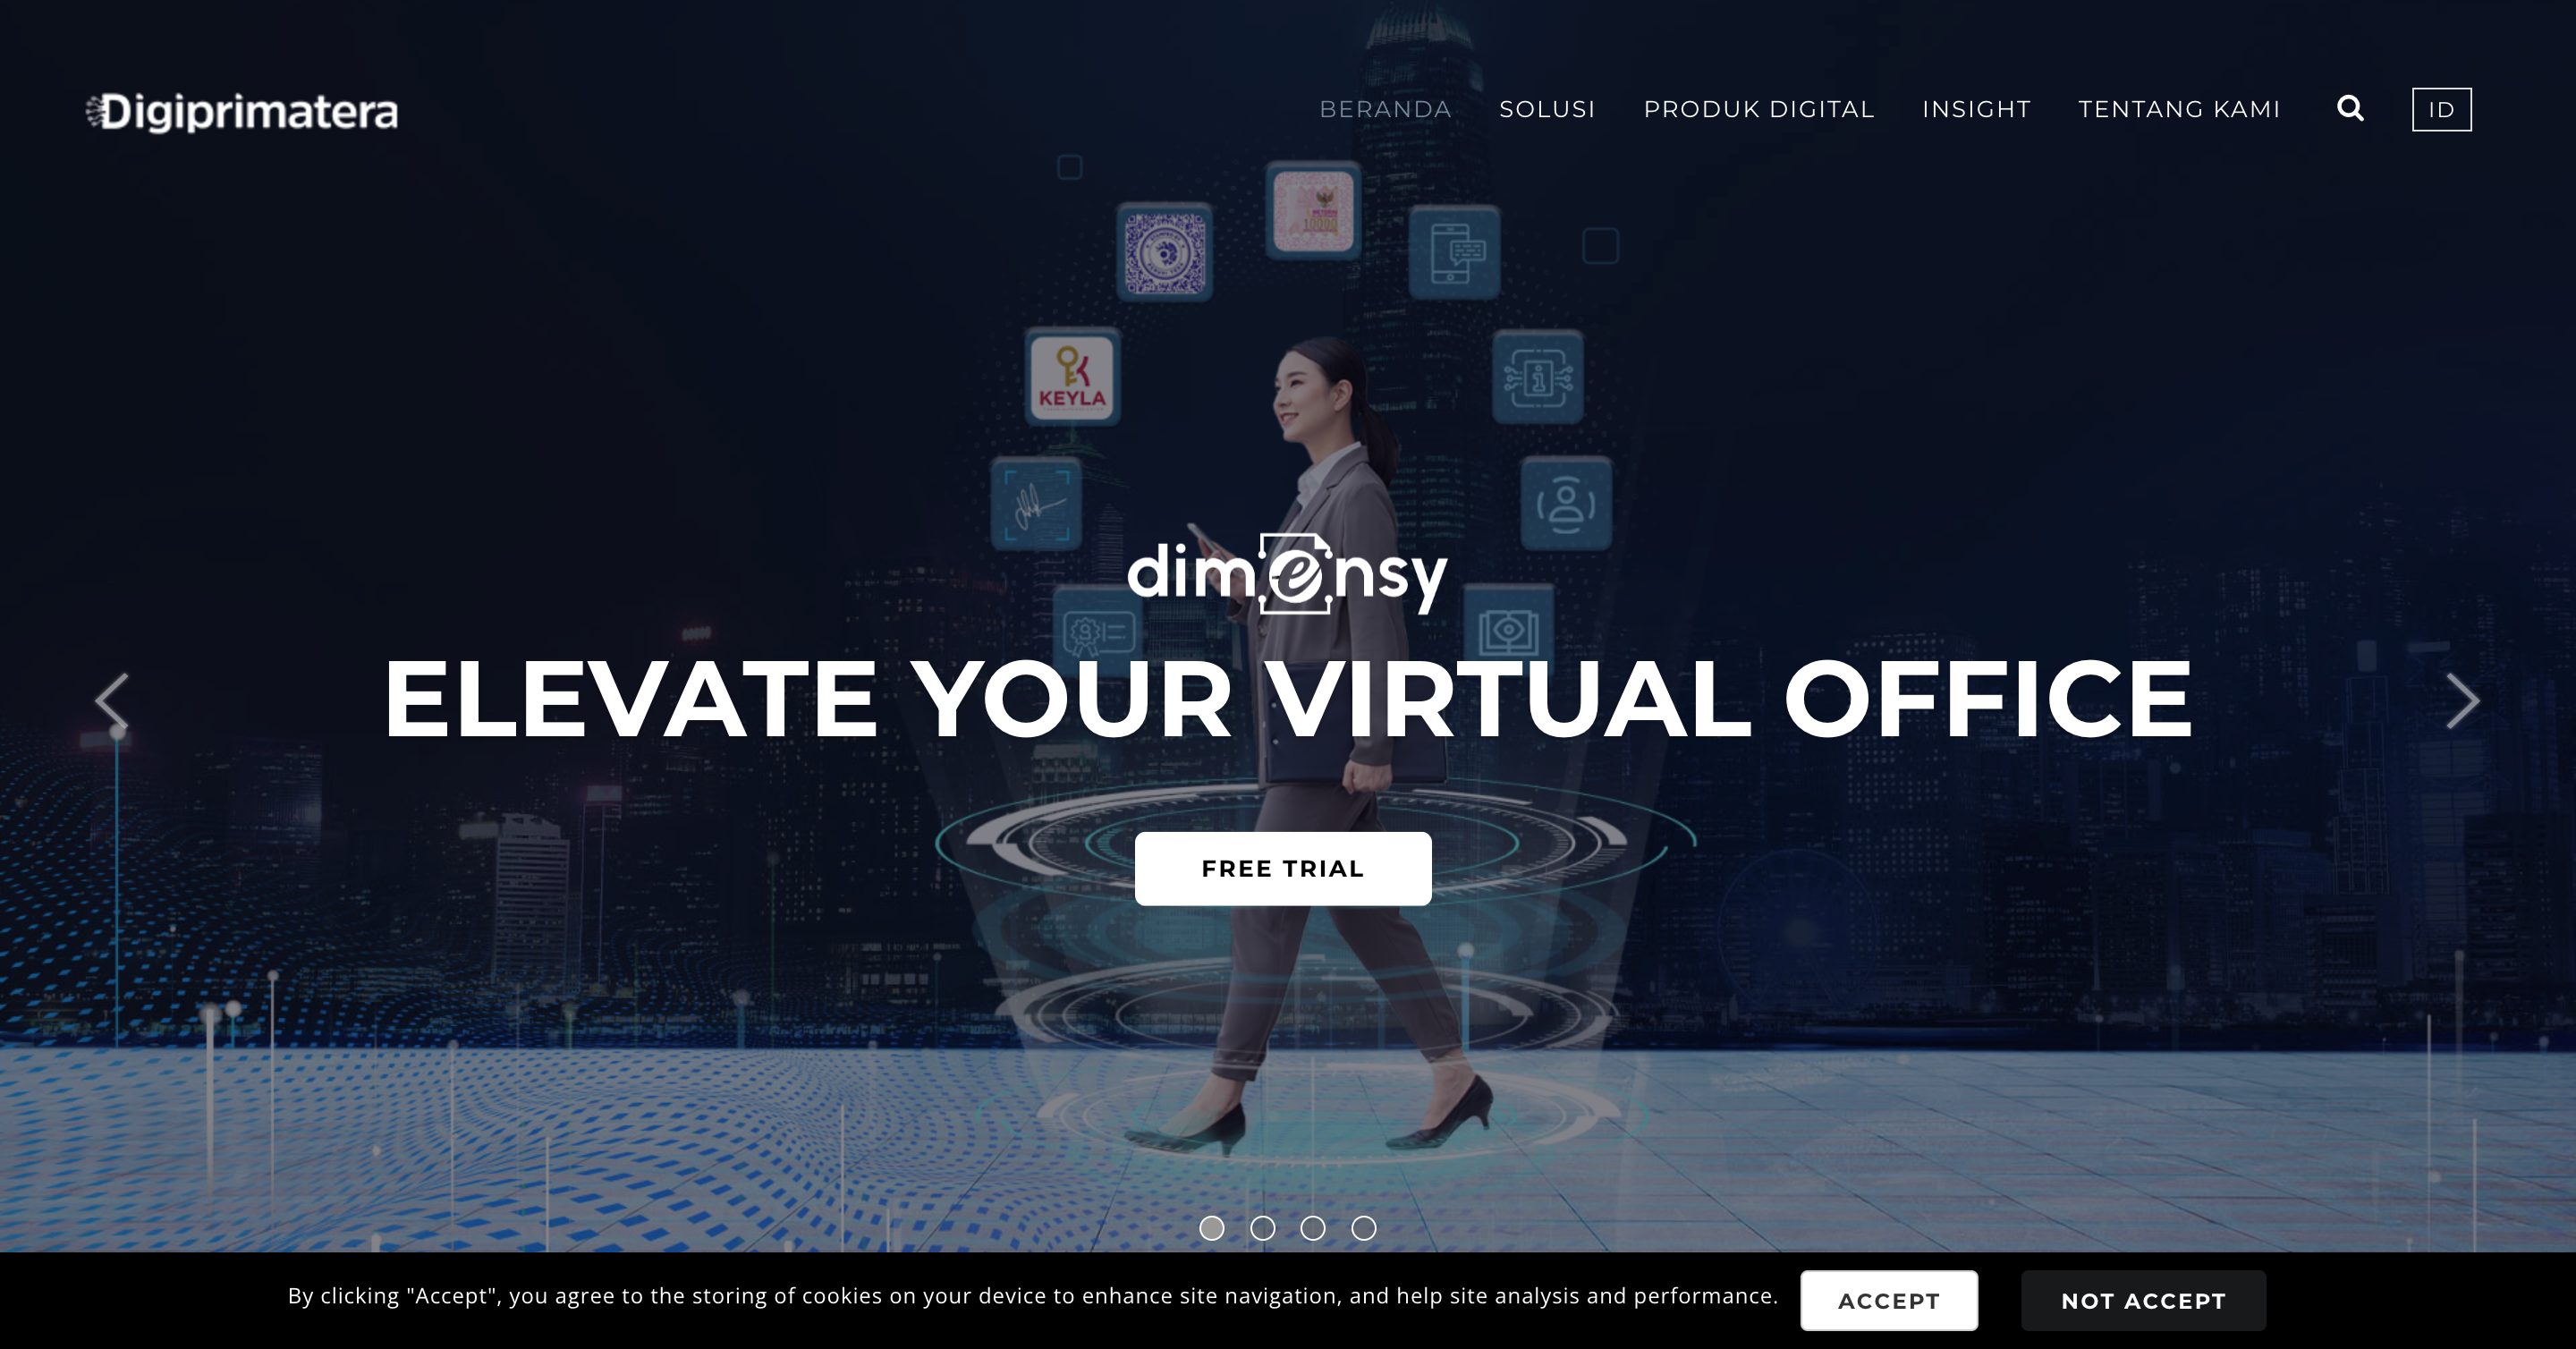 Digiprimatera
BERANDA
SOLUSI
PRODUK DIGITAL
INSIGHT
TENTANG KAMI
ID
10000
KEYLA
dimensy
ELEVATE YOUR VIRTUAL OFFICE
FREE TRIAL
By clicking "Accept", you agree to the storing of cookies on your device to enhance site navigation, and help site analysis and performance.
ACCEPT
NOT ACCEPT